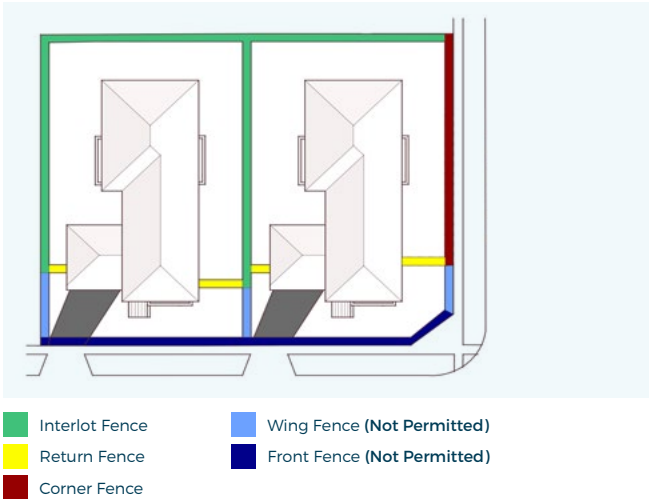 Interlot Fence
Return Fence
Corner Fence
Wing Fence (Not Permitted)
Front Fence (Not Permitted)